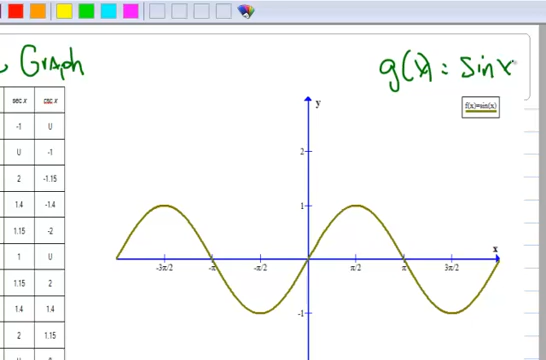 Graph
g(x) = sinx
sec x csc x
-1 U
U -1
2 -1.15
1.4 -1.4
1.15 -2
1 U
1.15 2
1.4 1.4
2 1.15
f(x)=sin(x)
y
2
1
-1
x
-3π/2 -π -π/2 π/2 π 3π/2